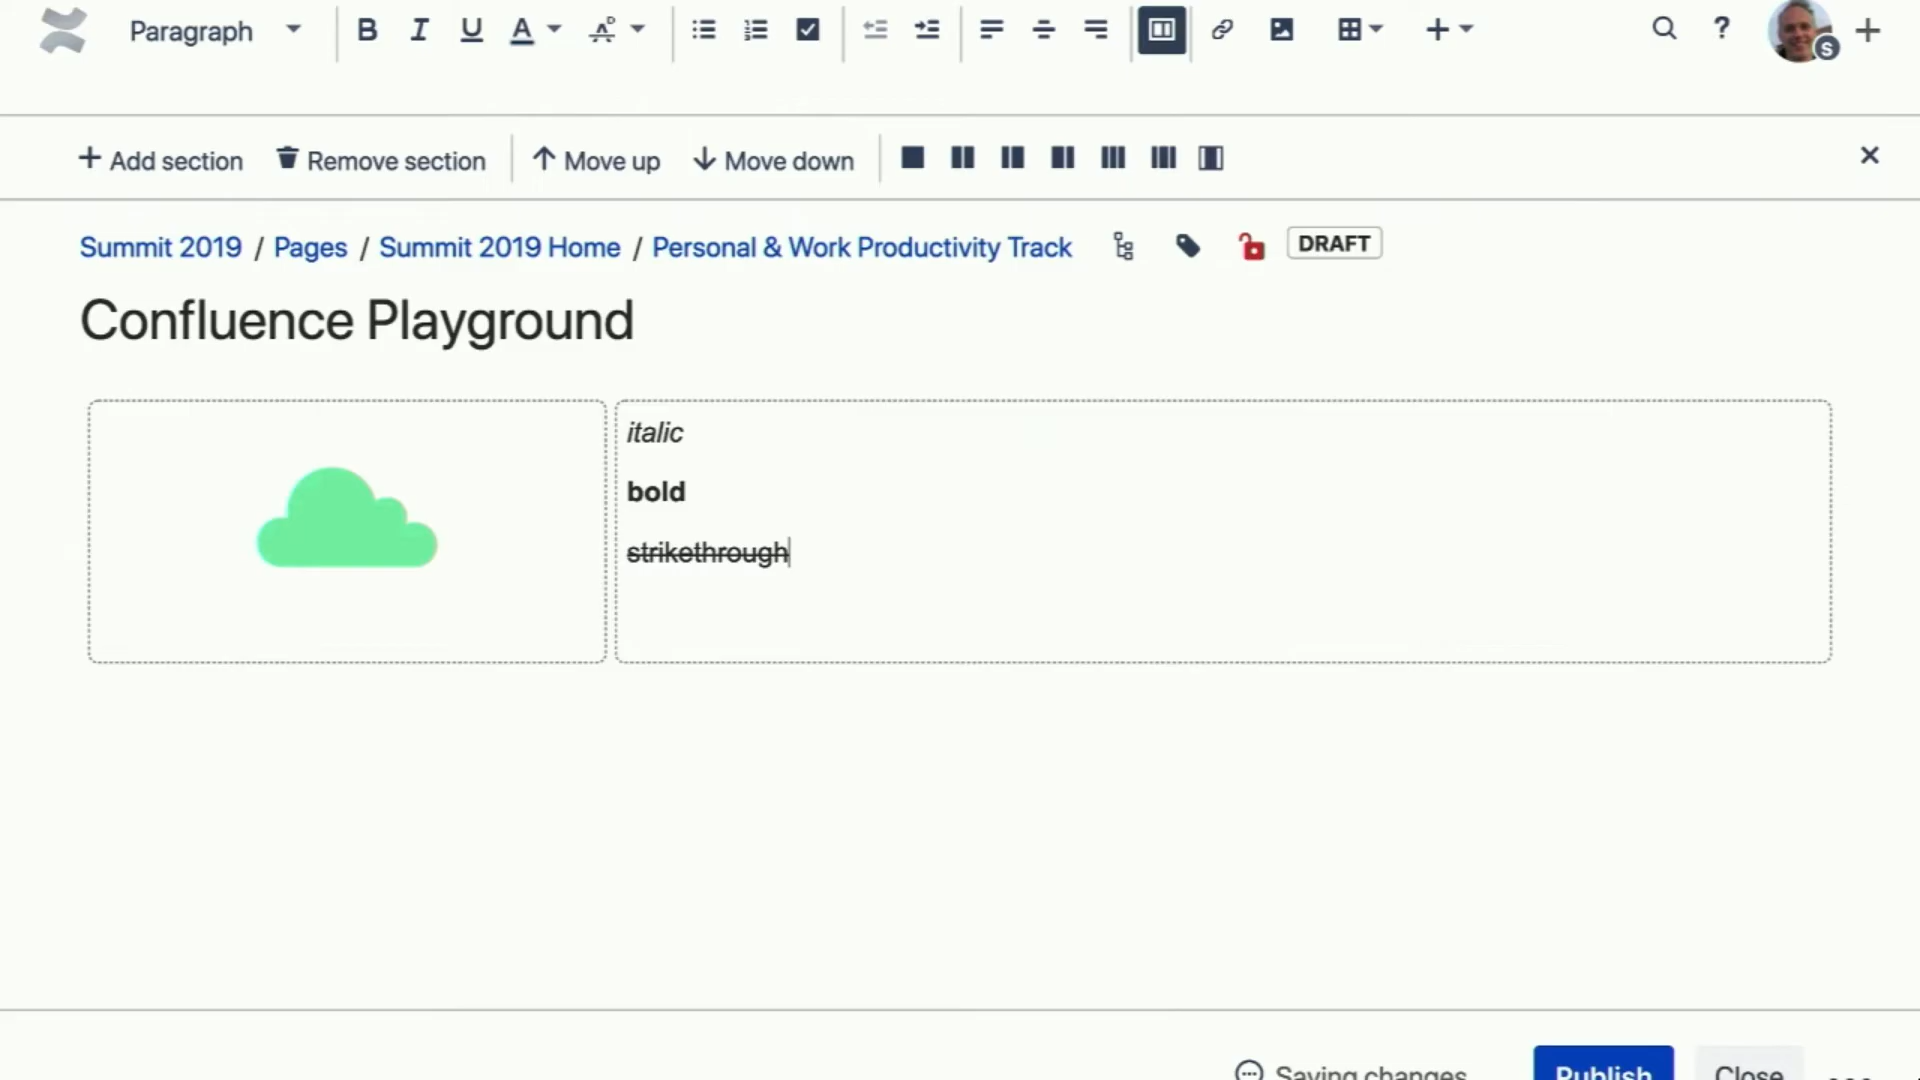 Paragraph B I U A
S
Add section Remove section Move up Move down
Summit 2019 / Pages / Summit 2019 Home / Personal & Work Productivity Track DRAFT
Confluence Playground
italic
bold
strikethrough
Saving changes Publish Close